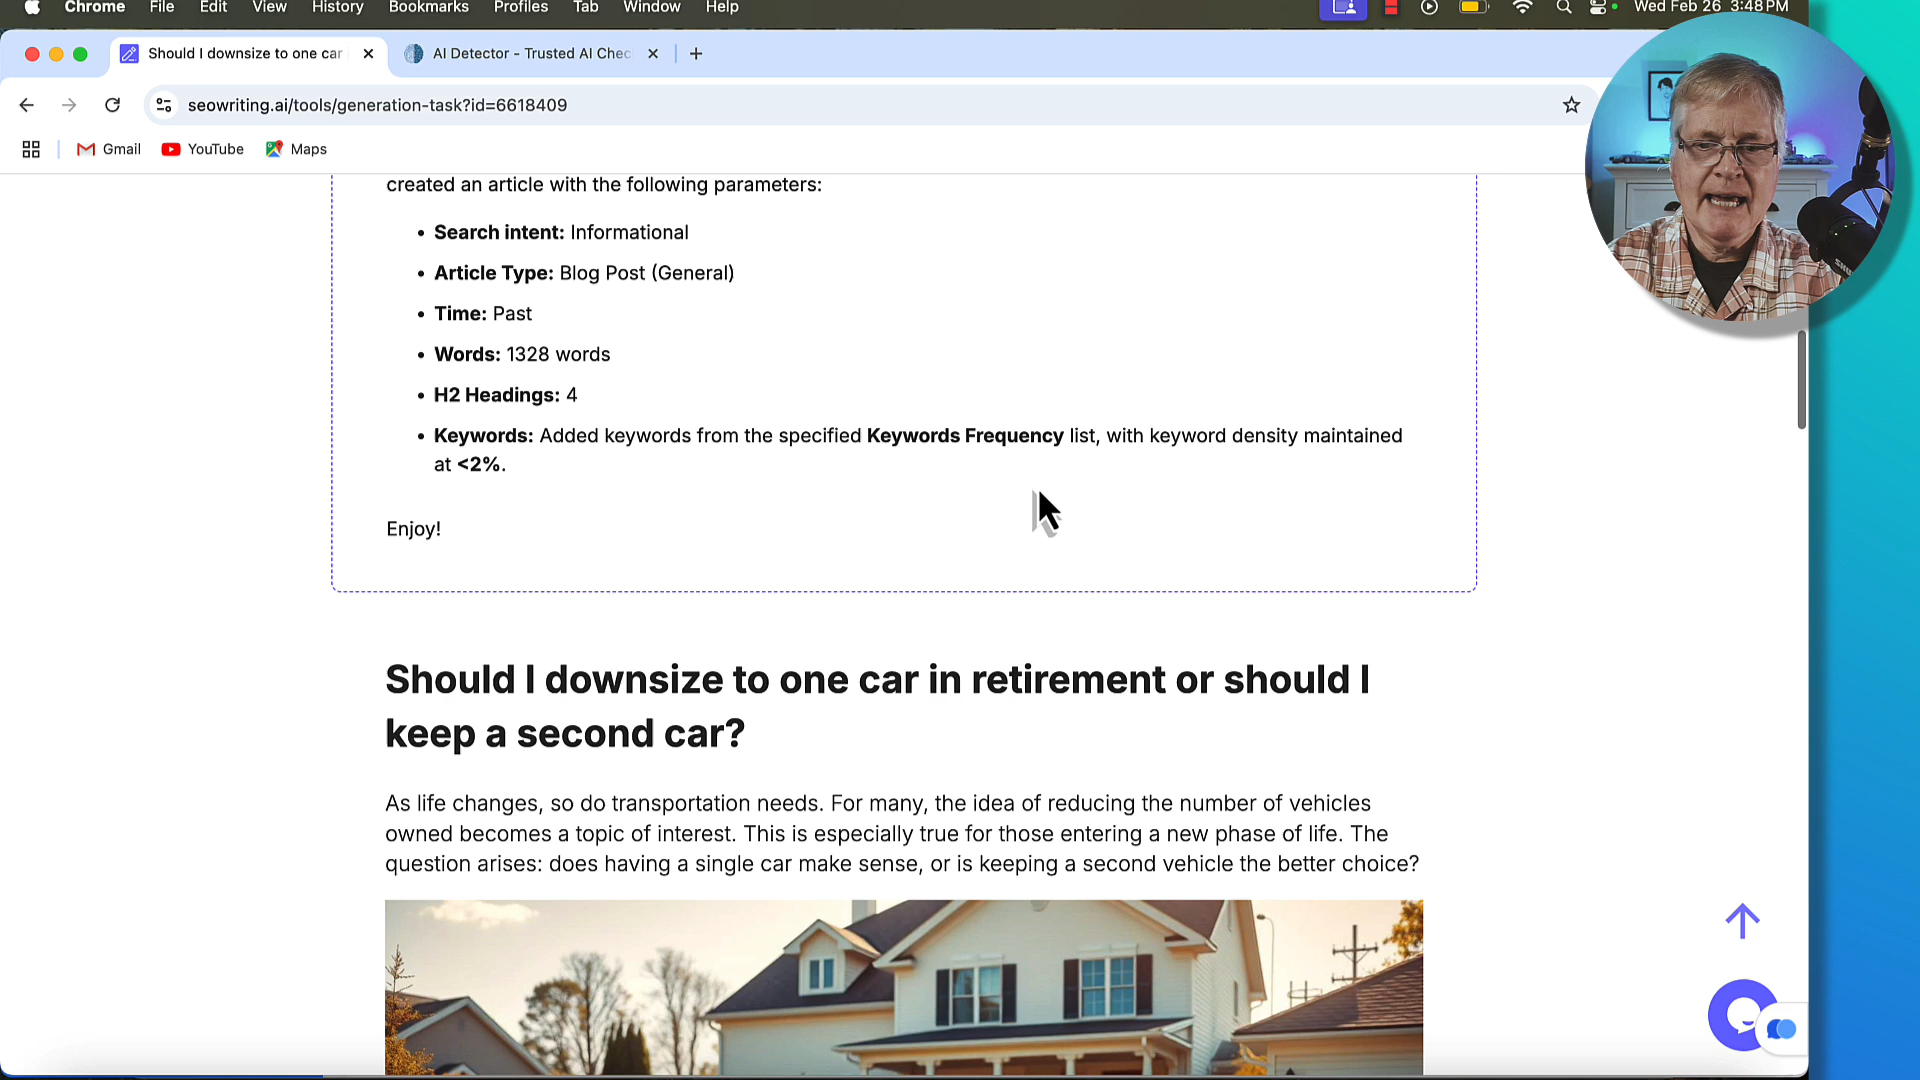 Chrome File Edit View History Bookmarks Profiles Tab Window Help Wed Feb 26 3:48 PM
Should I downsize to one car AI Detector - Trusted AI Chec
seowriting.ai/tools/generation-task?id=6618409
Gmail YouTube Maps
created an article with the following parameters:
• Search intent: Informational
• Article Type: Blog Post (General)
• Time: Past
• Words: 1328 words
• H2 Headings: 4
• Keywords: Added keywords from the specified Keywords Frequency list, with keyword density maintained
at <2%.
Enjoy!
Should I downsize to one car in retirement or should I
keep a second car?
As life changes, so do transportation needs. For many, the idea of reducing the number of vehicles
owned becomes a topic of interest. This is especially true for those entering a new phase of life. The
question arises: does having a single car make sense, or is keeping a second vehicle the better choice?